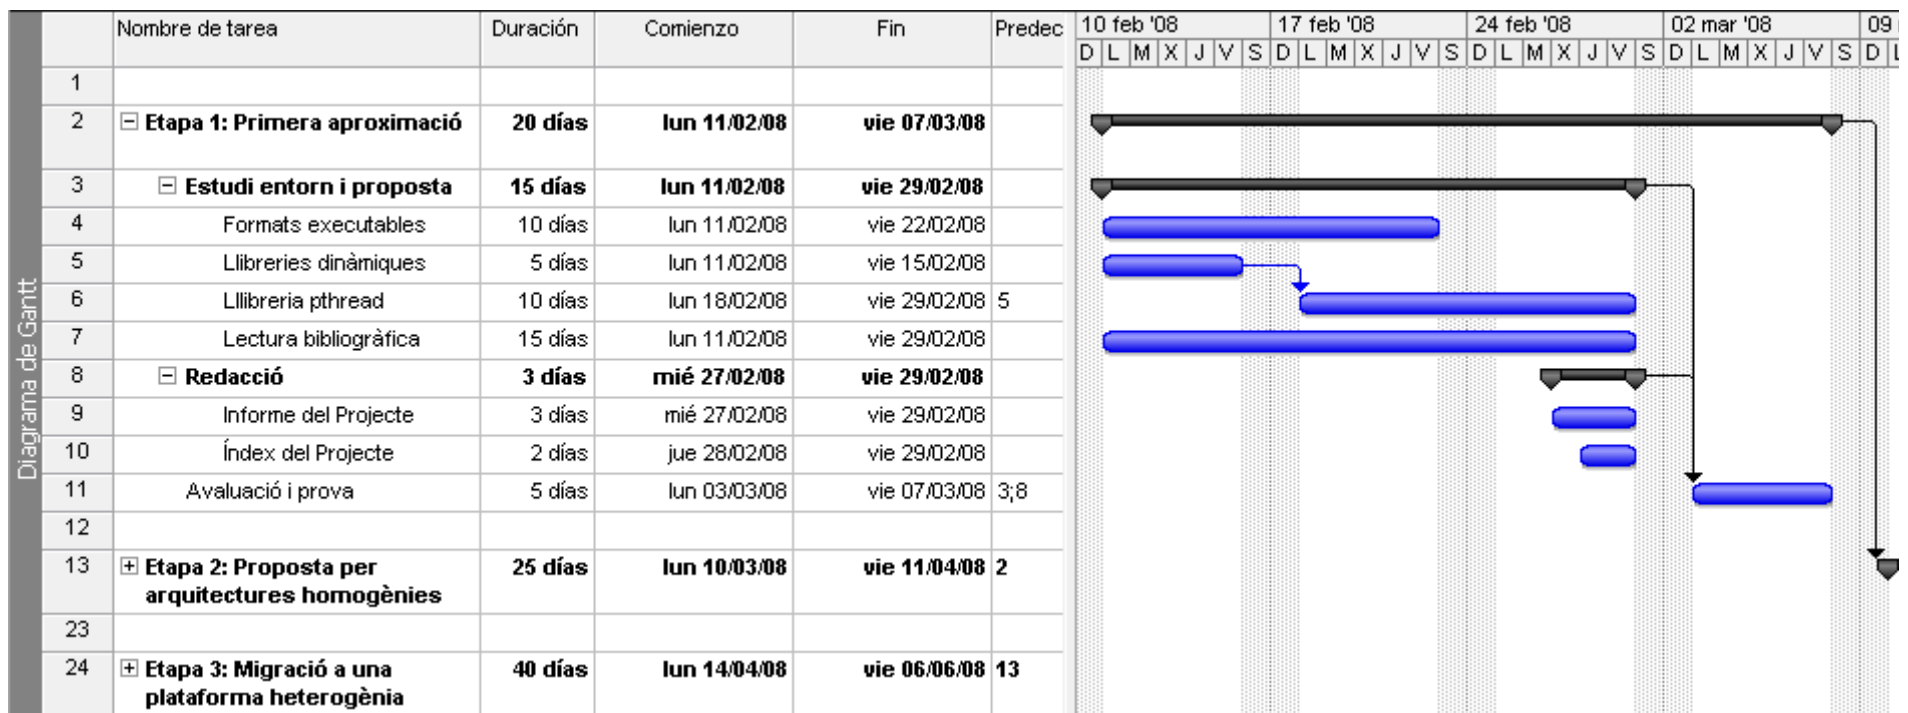 Diagrama de Gantt
Nombre de tarea Duración Comienzo Fin Predec 10 feb '08 17 feb '08 24 feb '08 02 mar '08 09
D L M X J V S D L M X J V S D L M X J V S D L M X J V S D L
1
2 Etapa 1: Primera aproximació 20 días lun 11/02/08 vie 07/03/08
3 Estudi entorn i proposta 15 días lun 11/02/08 vie 29/02/08
4 Formats executables 10 días lun 11/02/08 vie 22/02/08
5 Llibreries dinàmiques 5 días lun 11/02/08 vie 15/02/08
6 Lllibreria pthread 10 días lun 18/02/08 vie 29/02/08 5
7 Lectura bibliogràfica 15 días lun 11/02/08 vie 29/02/08
8 Redacció 3 días mié 27/02/08 vie 29/02/08
9 Informe del Projecte 3 días mié 27/02/08 vie 29/02/08
10 Índex del Projecte 2 días jue 28/02/08 vie 29/02/08
11 Avaluació i prova 5 días lun 03/03/08 vie 07/03/08 3;8
12
13 Etapa 2: Proposta per 25 días lun 10/03/08 vie 11/04/08 2
arquitectures homogènies
23
24 Etapa 3: Migració a una 40 días lun 14/04/08 vie 06/06/08 13
plataforma heterogènia